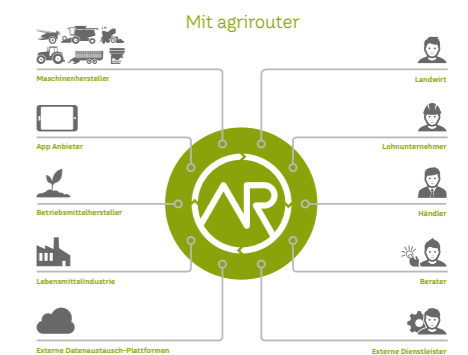 Mit agrirouter
Maschinenhersteller
Landwirt
App Anbieter
Lohnunternehmer
Betriebsmittelhersteller
Händler
AR
Lebensmittelindustrie
Berater
Externe Datenaustausch-Plattformen
Externe Dienstleister